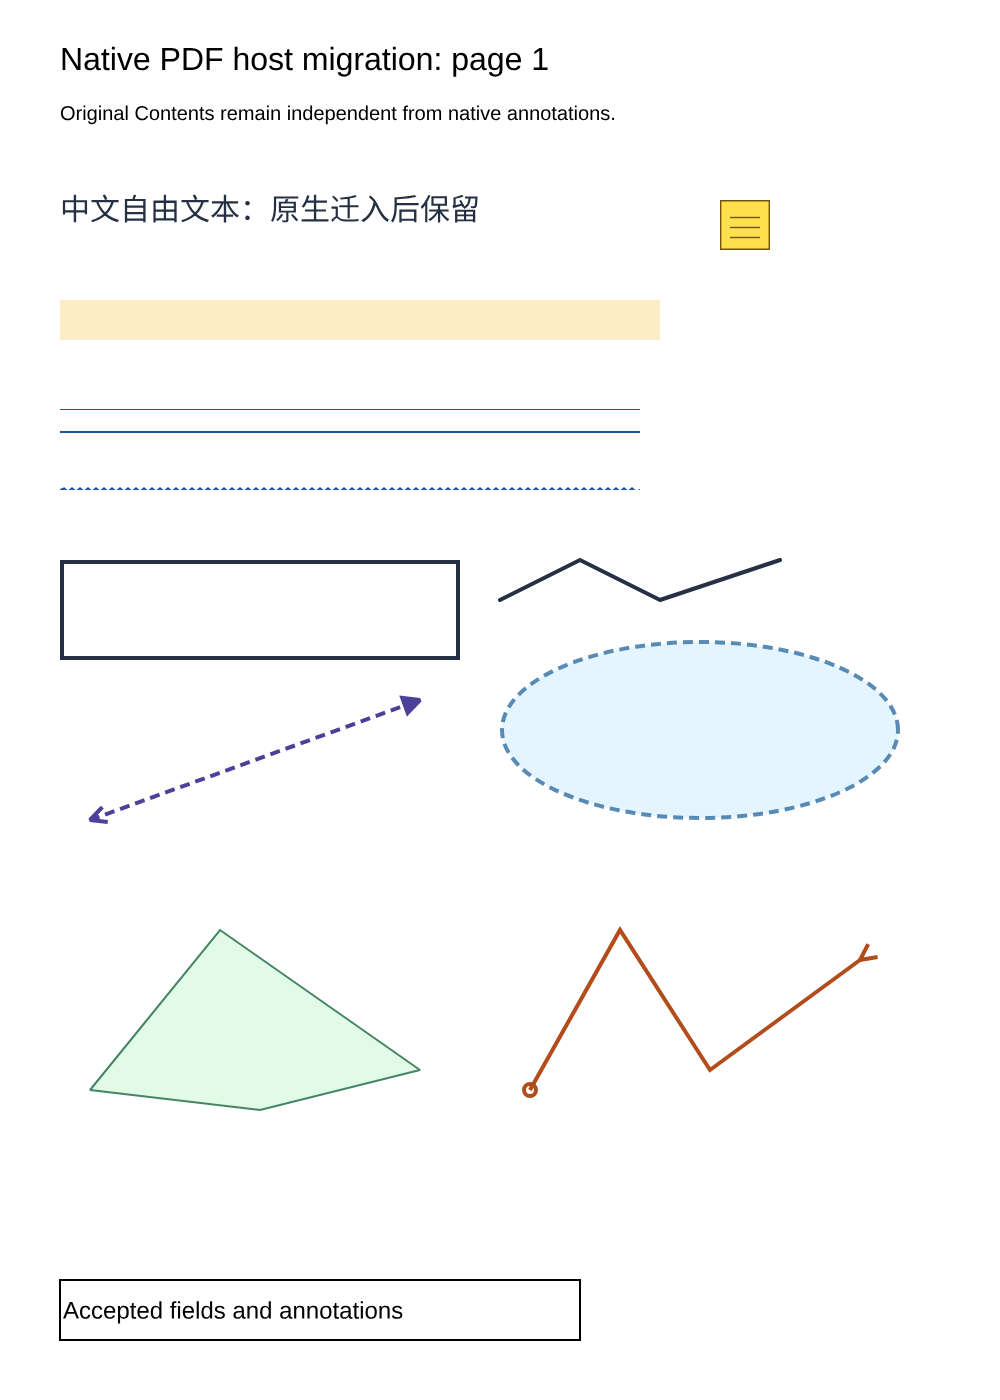 Native PDF host migration: page 1
Original Contents remain independent from native annotations.
中文自由文本：原生迁入后保留
Accepted fields and annotations